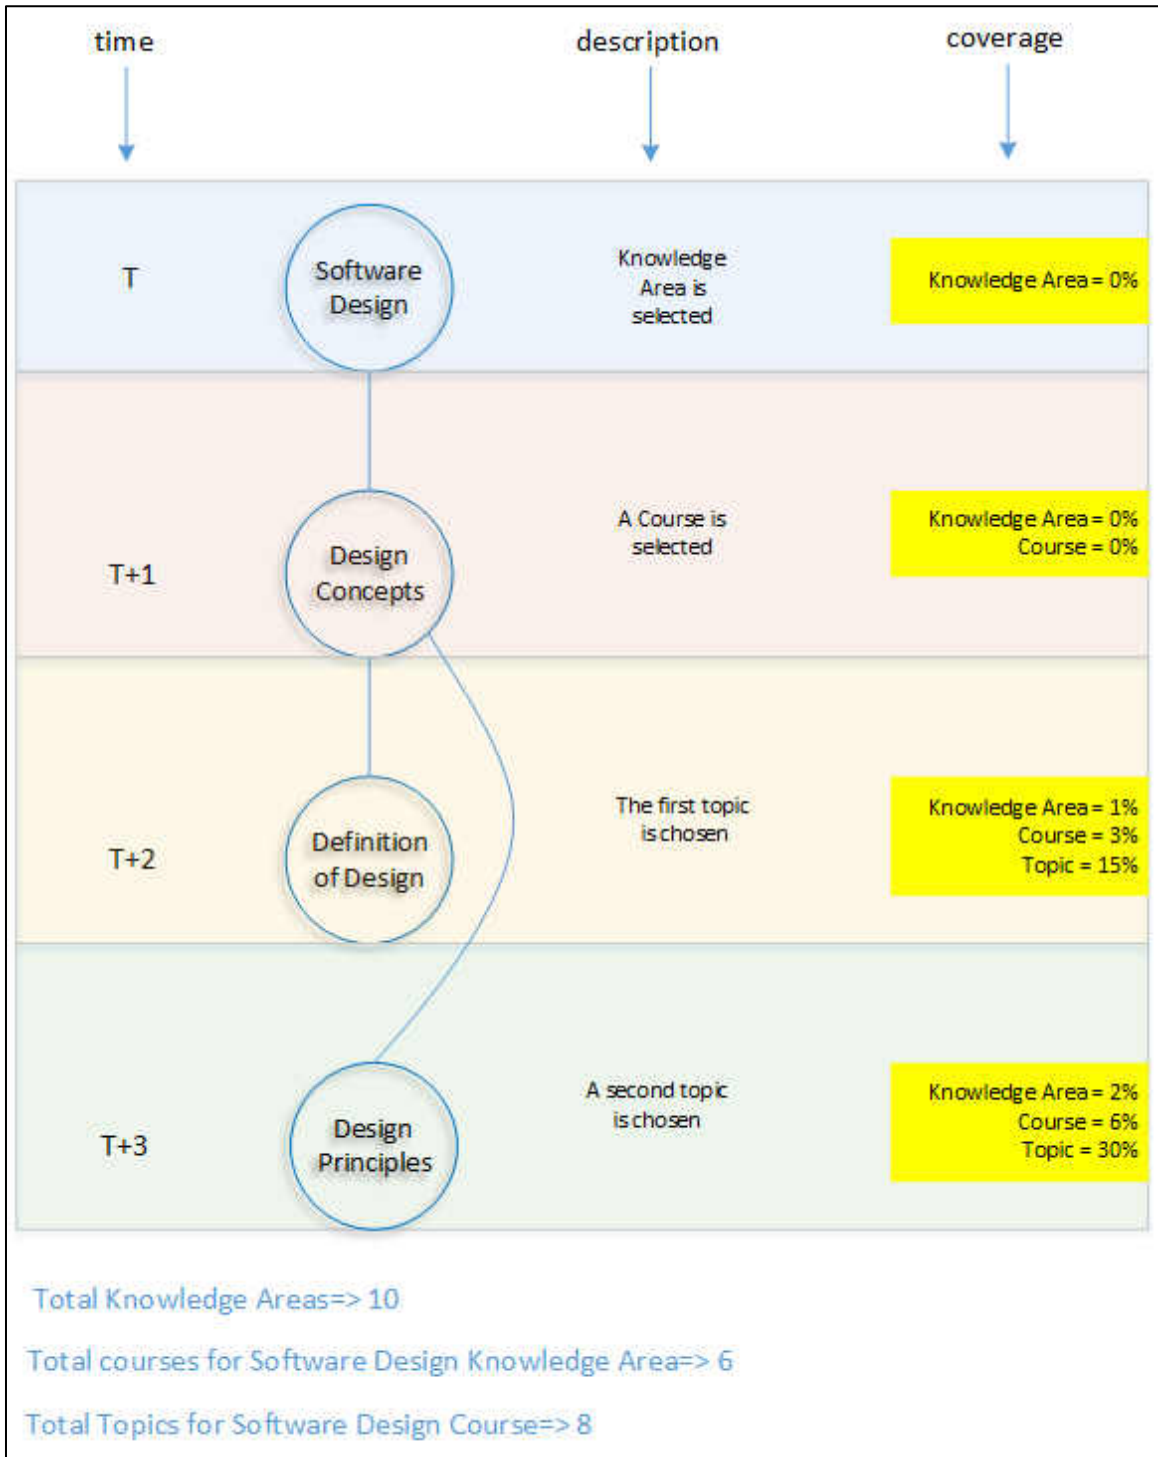 time
description
coverage
T
Software
Design
Knowledge
Area is
selected
Knowledge Area = 0%
T+1
Design
Concepts
A Course is
selected
Knowledge Area = 0%
Course = 0%
T+2
Definition
of Design
The first topic
is chosen
Knowledge Area = 1%
Course = 3%
Topic = 15%
T+3
Design
Principles
A second topic
is chosen
Knowledge Area = 2%
Course = 6%
Topic = 30%
Total Knowledge Areas=> 10
Total courses for Software Design Knowledge Area=> 6
Total Topics for Software Design Course=> 8